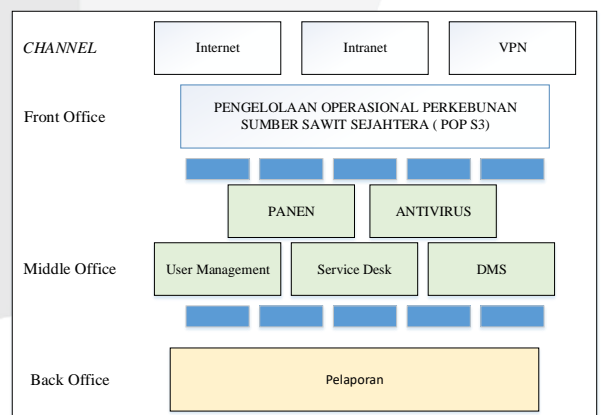 CHANNEL
Internet
Intranet
VPN
Front Office
PENGELOLAAN OPERASIONAL PERKEBUNAN
SUMBER SAWIT SEJAHTERA ( POP S3)
PANEN
ANTIVIRUS
Middle Office
User Management
Service Desk
DMS
Back Office
Pelaporan